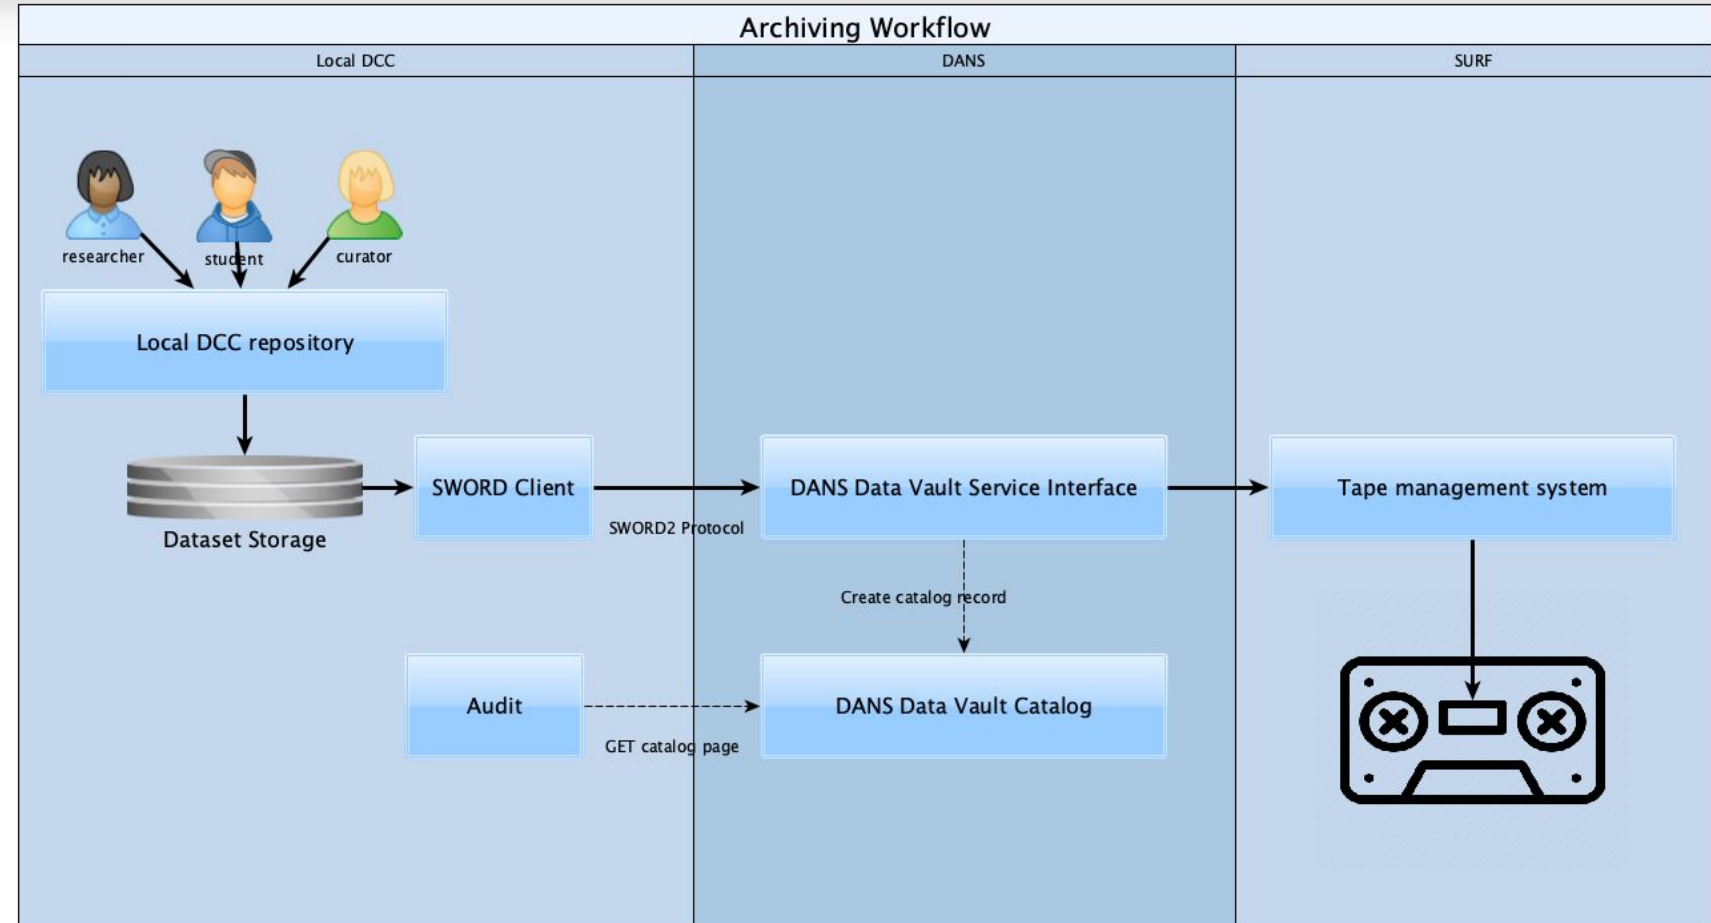 Archiving Workflow
Local DCC
DANS
SURF
researcher
student
curator
Local DCC repository
SWORD Client
DANS Data Vault Service Interface
Tape management system
SWORD2 Protocol
Dataset Storage
Create catalog record
Audit
DANS Data Vault Catalog
GET catalog page